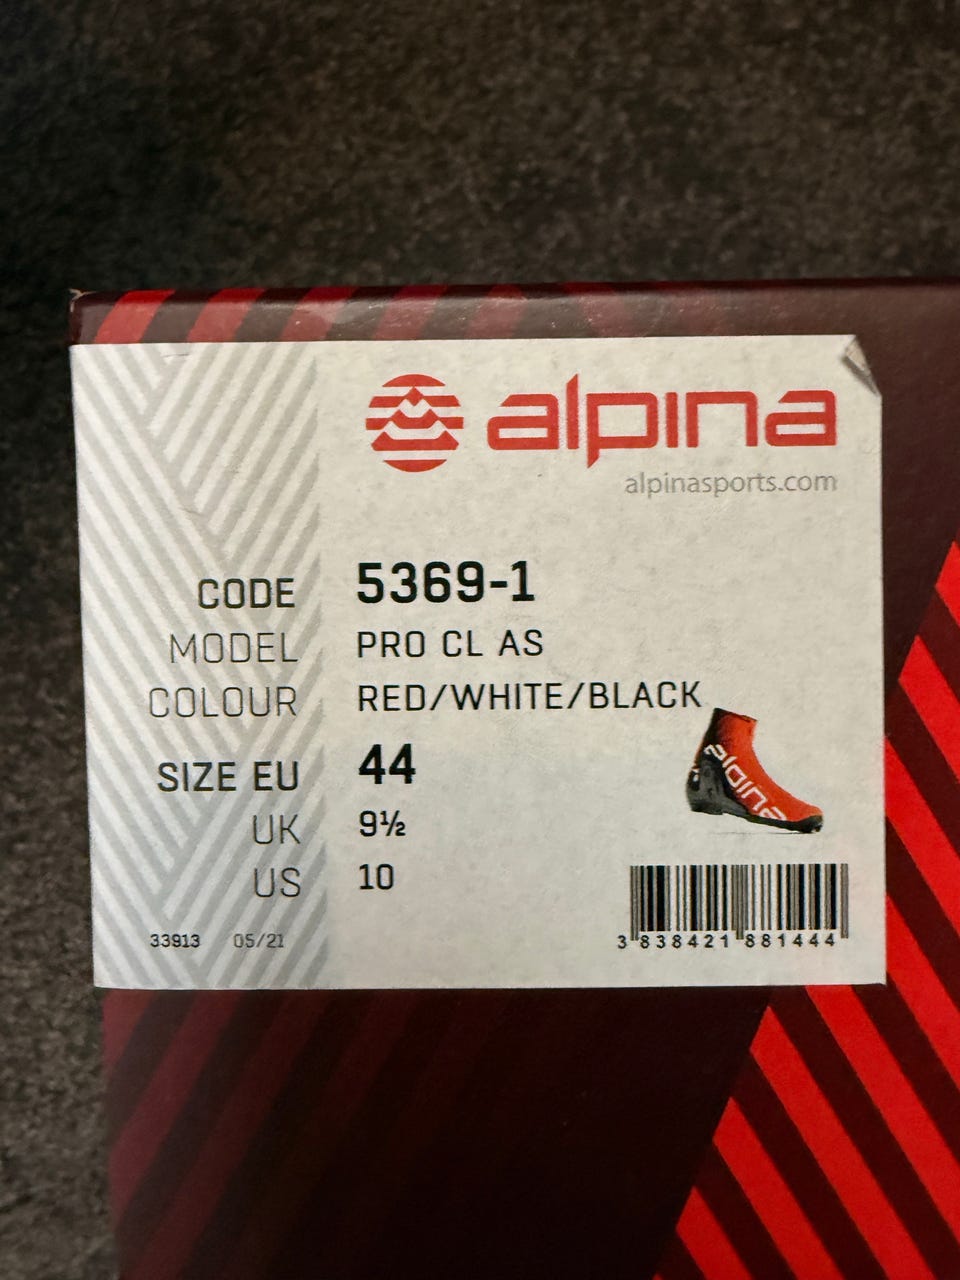 alpina
alpinasports.com
CODE 5369-1
MODEL PRO CL AS
COLOUR RED/WHITE/BLACK
SIZE EU 44
UK 9½
US 10
alpina
33913 05/21
3 838421 881444